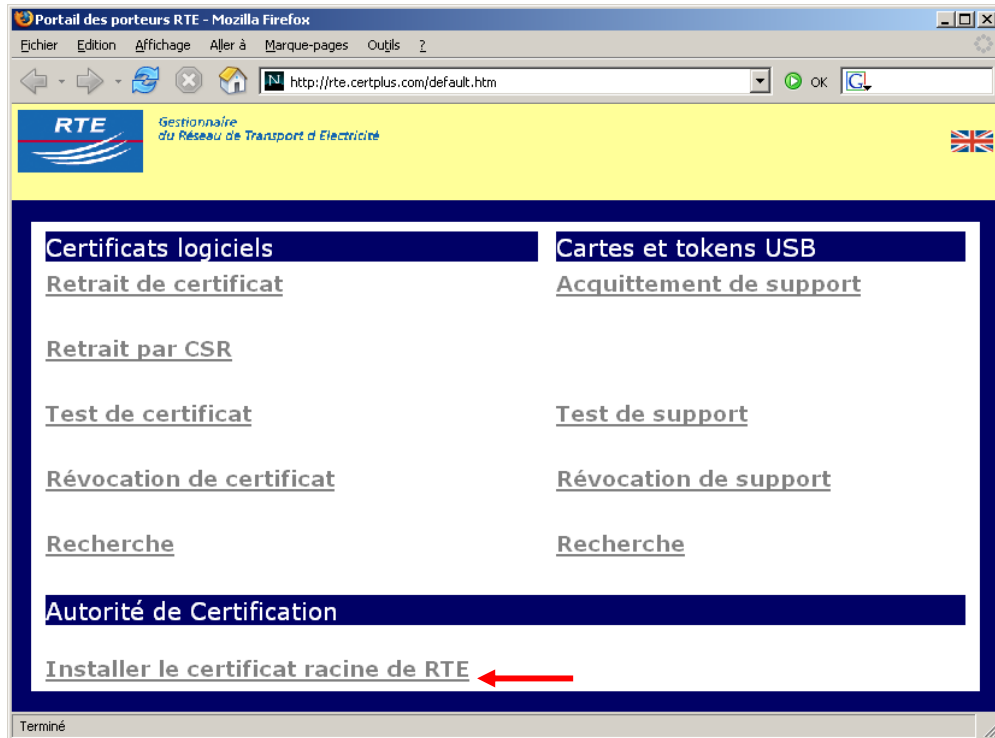 Portail des porteurs RTE - Mozilla Firefox
Fichier Edition Affichage Aller à Marque-pages Outils ?
http://rte.certplus.com/default.htm OK G
RTE
Gestionnaire
du Réseau de Transport d Electricité
Certificats logiciels
Cartes et tokens USB
Retrait de certificat
Acquittement de support
Retrait par CSR
Test de certificat
Test de support
Révocation de certificat
Révocation de support
Recherche
Recherche
Autorité de Certification
Installer le certificat racine de RTE
Terminé